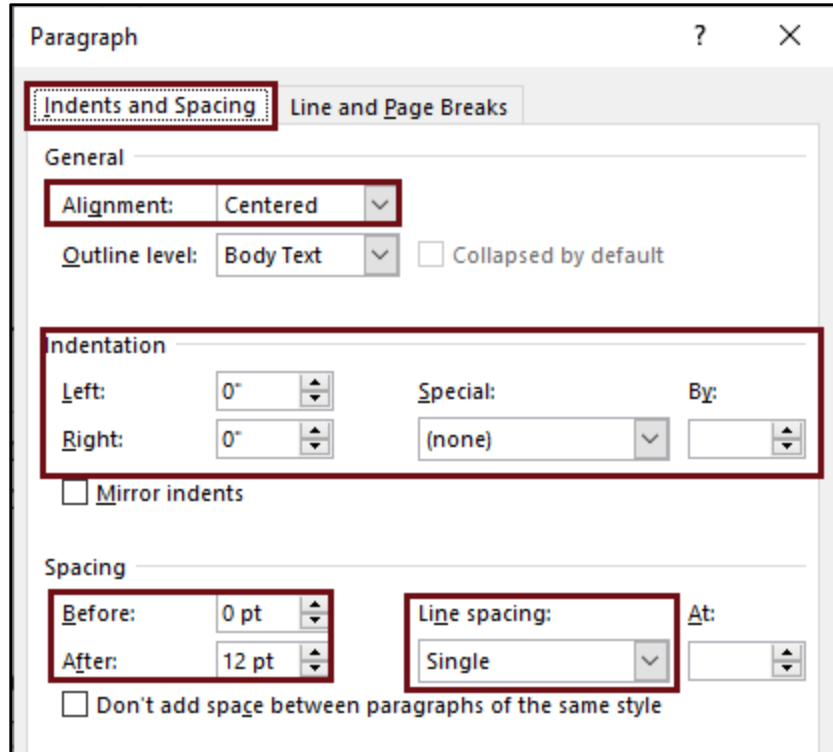 Paragraph ? ×
Indents and Spacing Line and Page Breaks
General
Alignment: Centered
Outline level: Body Text Collapsed by default
Indentation
Left: 0" Special: By:
Right: 0" (none)
Mirror indents
Spacing
Before: 0 pt Line spacing: At:
After: 12 pt Single
Don't add space between paragraphs of the same style